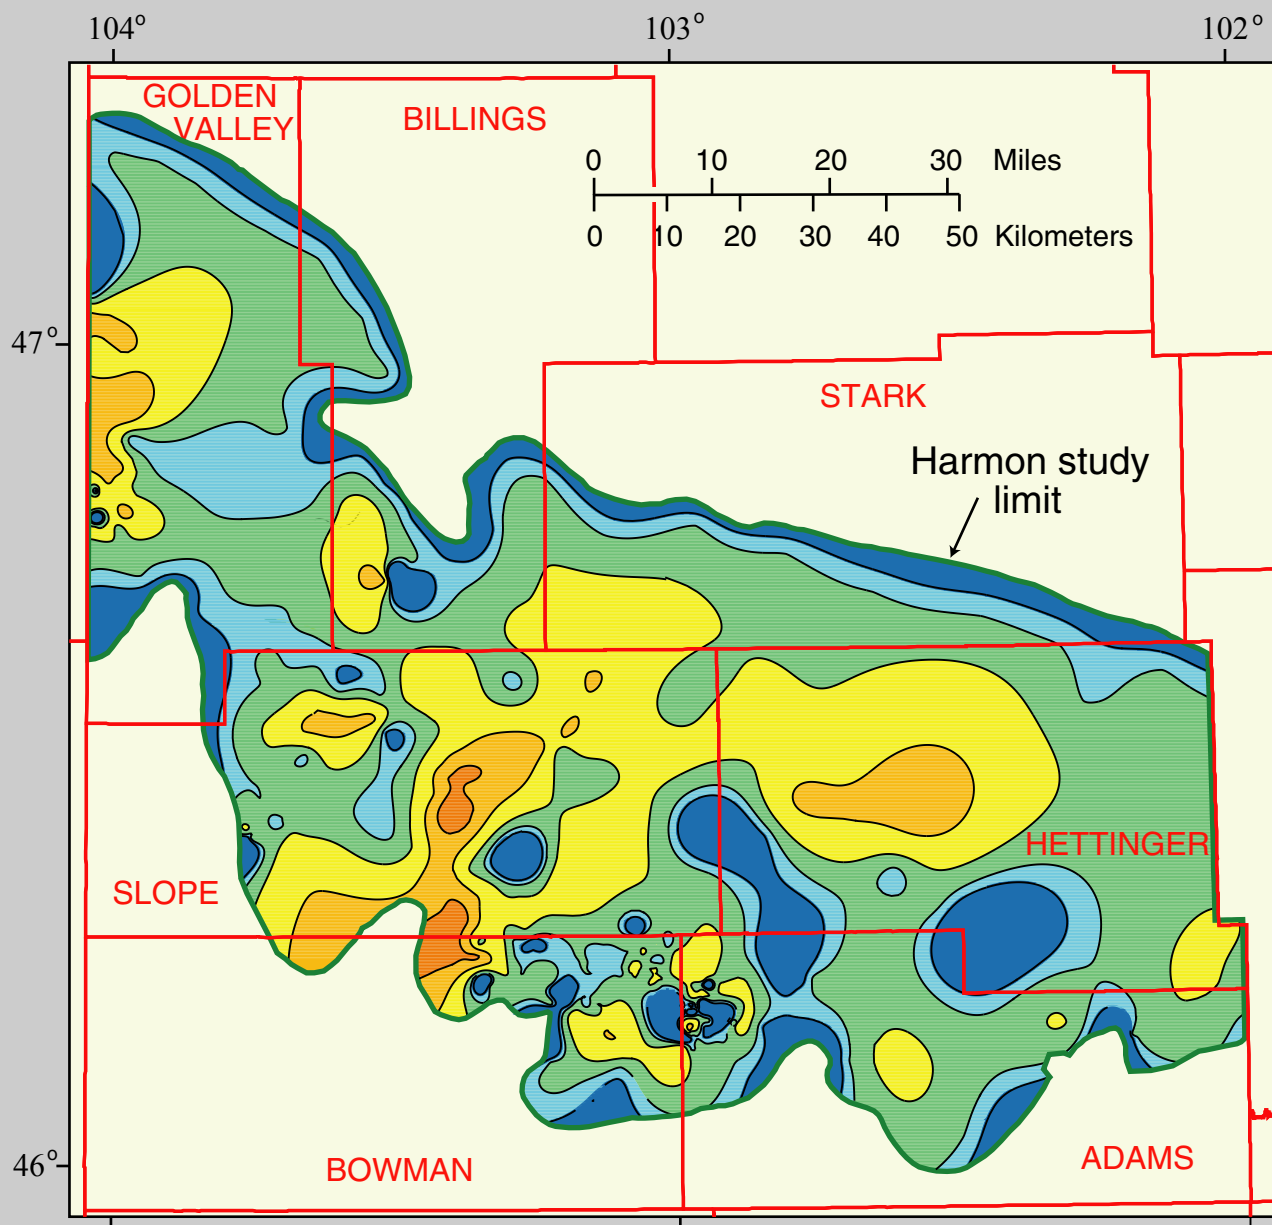 104° 103° 102°
GOLDEN
VALLEY
BILLINGS
0 10 20 30 Miles
0 10 20 30 40 50 Kilometers
47°
STARK
Harmon study
limit
HETTINGER
SLOPE
46°
BOWMAN
ADAMS